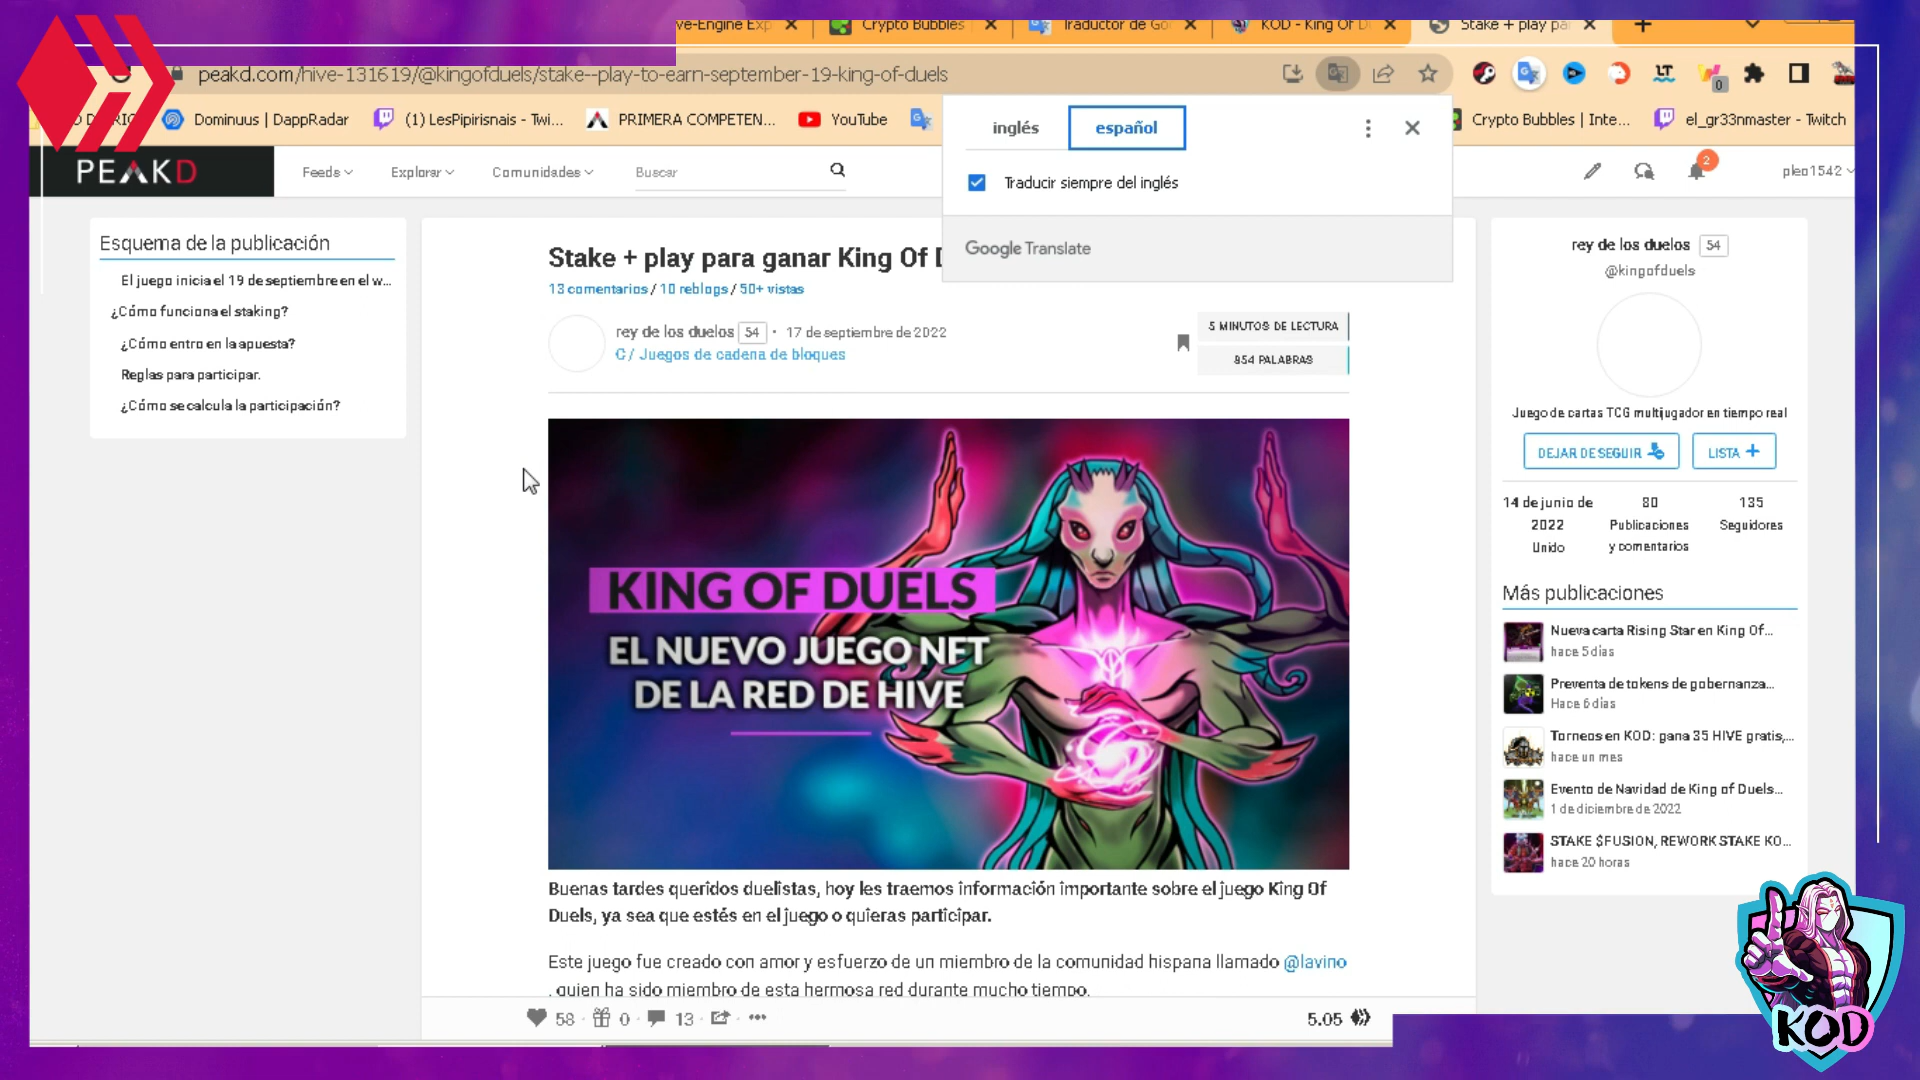 ve-Engine Exp
Crypto Bubbles
Traductor de Go
KOD - King Of D
Stake + play pa
peakd.com/hive-131619/@kingofduels/stake--play-to-earn-september-19-king-of-duels
LT
0
Dominuus | DappRadar
(1) LesPipirisnais - Twi...
PRIMERA COMPETEN...
YouTube
Crypto Bubbles | Inte...
el_gr33nmaster - Twitch
inglés
español
Traducir siempre del inglés
Google Translate
PEAKD
Feeds
Explorar
Comunidades
Buscar
2
pleo1542
Esquema de la publicación
El juego inicia el 19 de septiembre en el w...
¿Cómo funciona el staking?
¿Cómo entro en la apuesta?
Reglas para participar.
¿Cómo se calcula la participación?
Stake + play para ganar King Of
13 comentarios / 10 reblogs / 50+ vistas
rey de los duelos 54 · 17 de septiembre de 2022
C / Juegos de cadena de bloques
5 MINUTOS DE LECTURA
854 PALABRAS
KING OF DUELS
EL NUEVO JUEGO NFT
DE LA RED DE HIVE
Buenas tardes queridos duelistas, hoy les traemos información importante sobre el juego King Of
Duels, ya sea que estés en el juego o quieras participar.
Este juego fue creado con amor y esfuerzo de un miembro de la comunidad hispana llamado @lavino
, quien ha sido miembro de esta hermosa red durante mucho tiempo.
58 · 0 · 13 · ···
5.05
rey de los duelos 54
@kingofduels
Juego de cartas TCG multijugador en tiempo real
DEJAR DE SEGUIR
LISTA +
14 de junio de
2022
Unido
80
Publicaciones
y comentarios
135
Seguidores
Más publicaciones
Nueva carta Rising Star en King Of...
hace 5 días
Preventa de tokens de gobernanza...
Hace 6 días
Torneos en KOD: gana 35 HIVE gratis,...
hace un mes
Evento de Navidad de King of Duels...
1 de diciembre de 2022
STAKE $FUSION, REWORK STAKE KO...
hace 20 horas
KOD